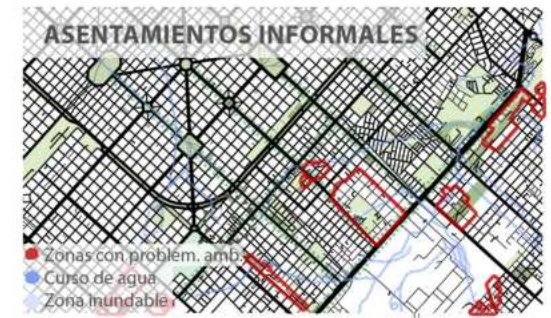 ASENTAMIENTOS INFORMALES
Zonas con problem. amb.
Curso de agua
Zona inundable